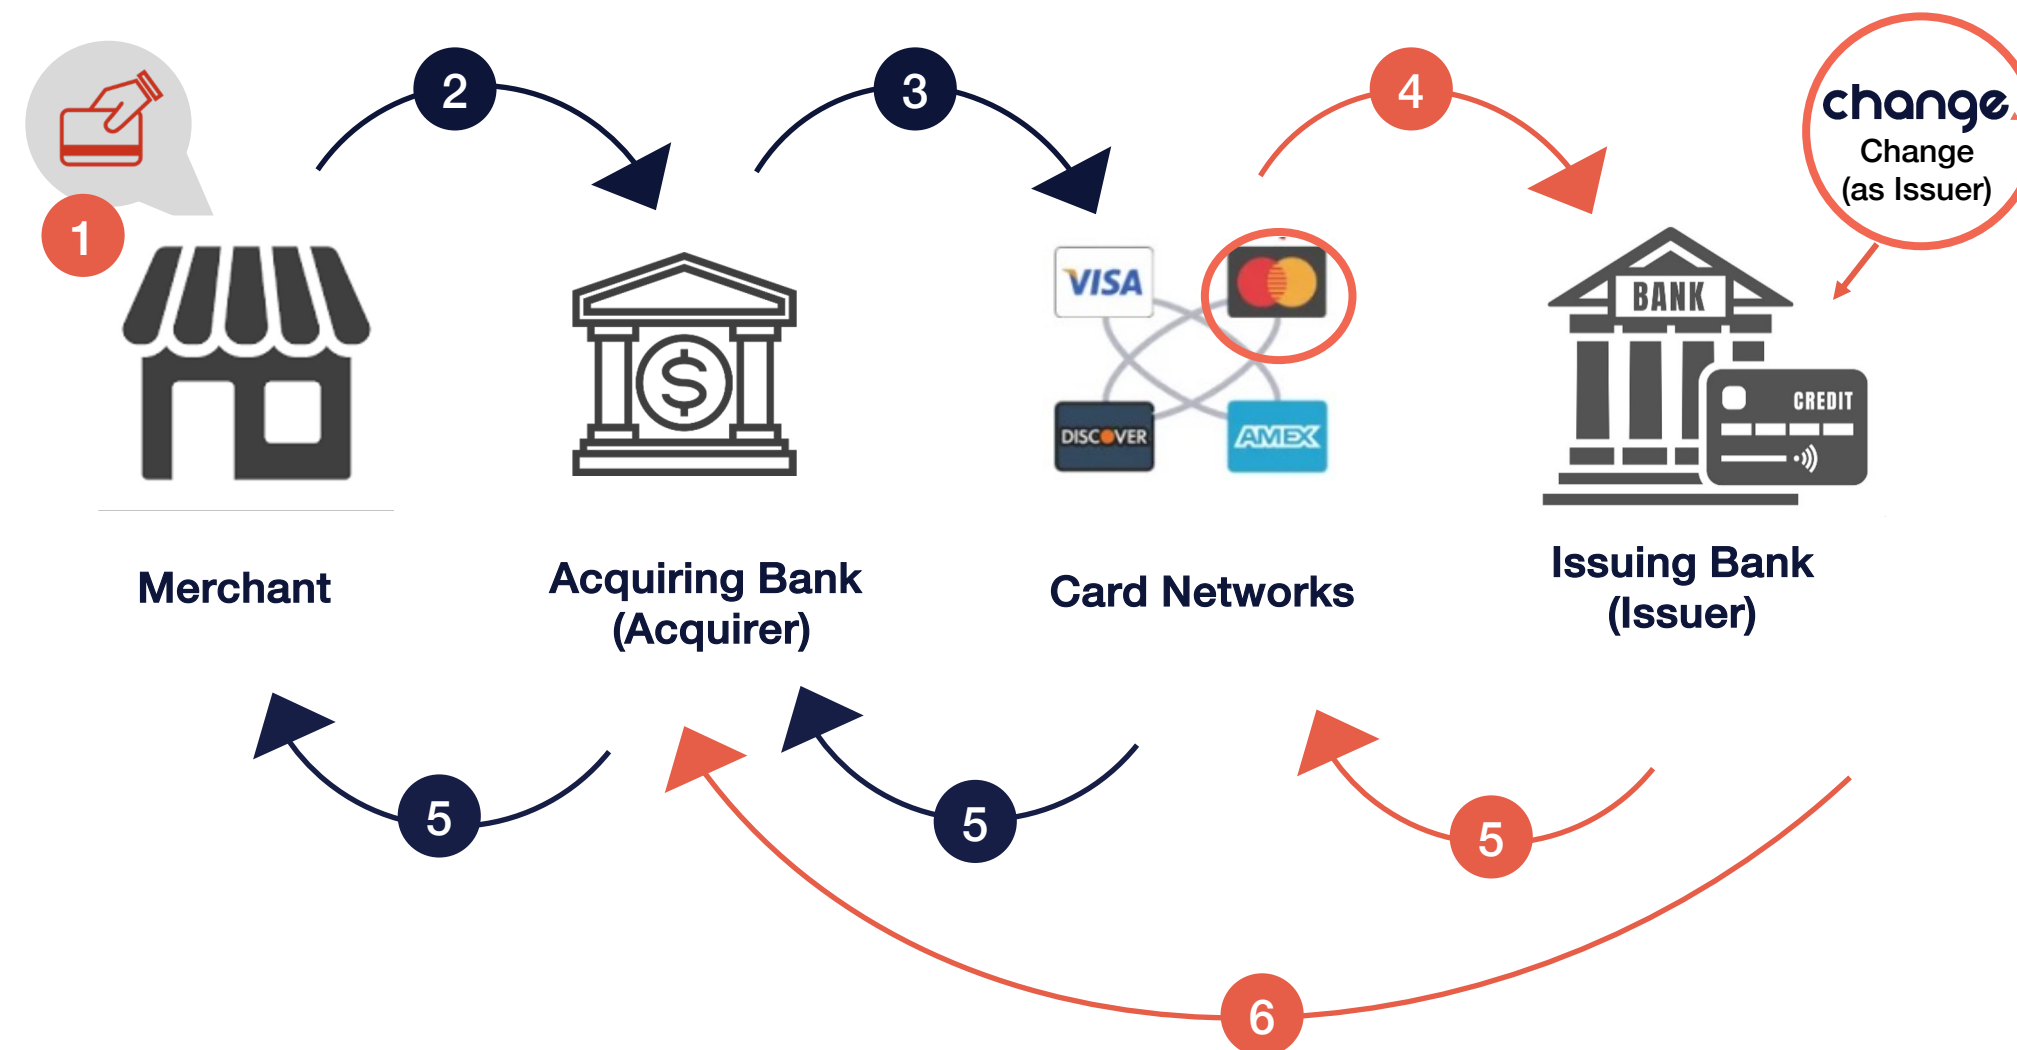 2
3
4
change
Change
(as Issuer)
1
VISA
BANK
CREDIT
DISCOVER
AMEX
Merchant
Acquiring Bank
(Acquirer)
Card Networks
Issuing Bank
(Issuer)
5
5
5
6